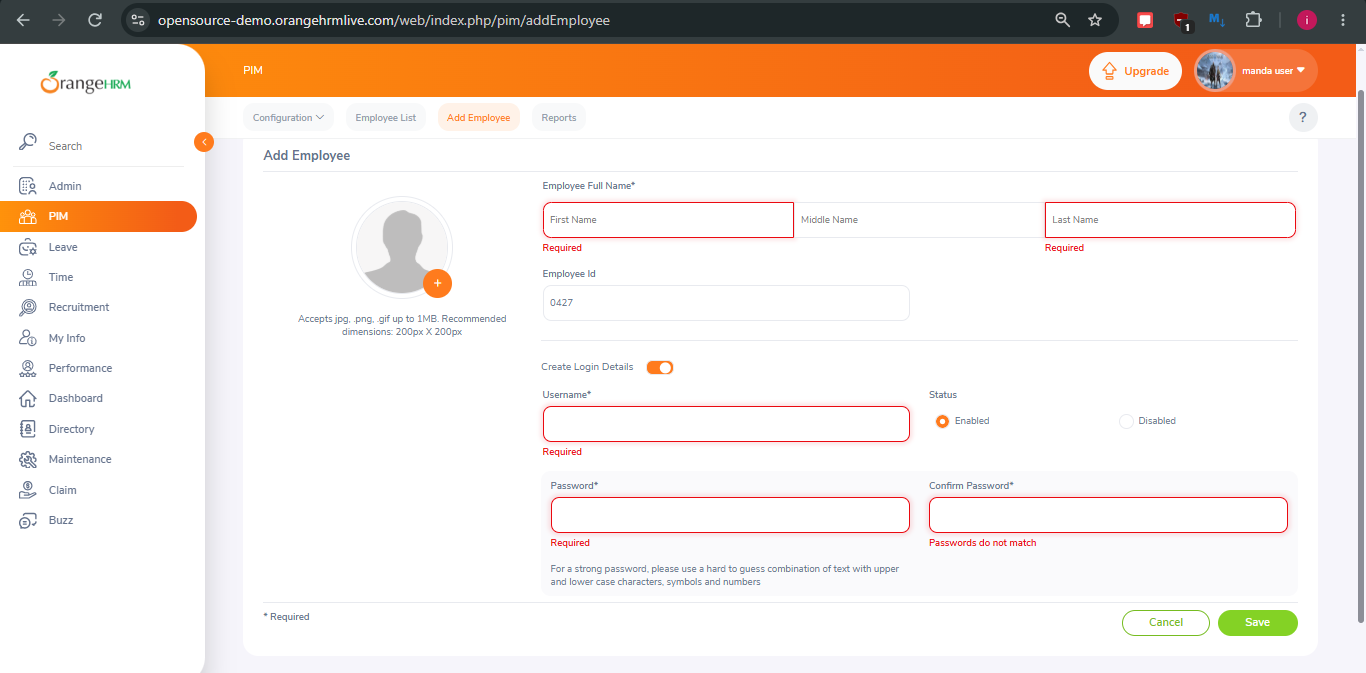 opensource-demo.orangehrmlive.com/web/index.php/pim/addEmployee
1
M↓
i
OrangeHRM
PIM
Upgrade
manda user
Configuration
Employee List
Add Employee
Reports
?
Search
Admin
PIM
Leave
Time
Recruitment
My Info
Performance
Dashboard
Directory
Maintenance
Claim
Buzz
Add Employee
Accepts jpg, .png, .gif up to 1MB. Recommended
dimensions: 200px X 200px
Employee Full Name*
First Name Middle Name Last Name
Required Required
Employee Id
0427
Create Login Details
Username* Status
Enabled Disabled
Required
Password* Confirm Password*
Required Passwords do not match
For a strong password, please use a hard to guess combination of text with upper
and lower case characters, symbols and numbers
* Required
Cancel Save